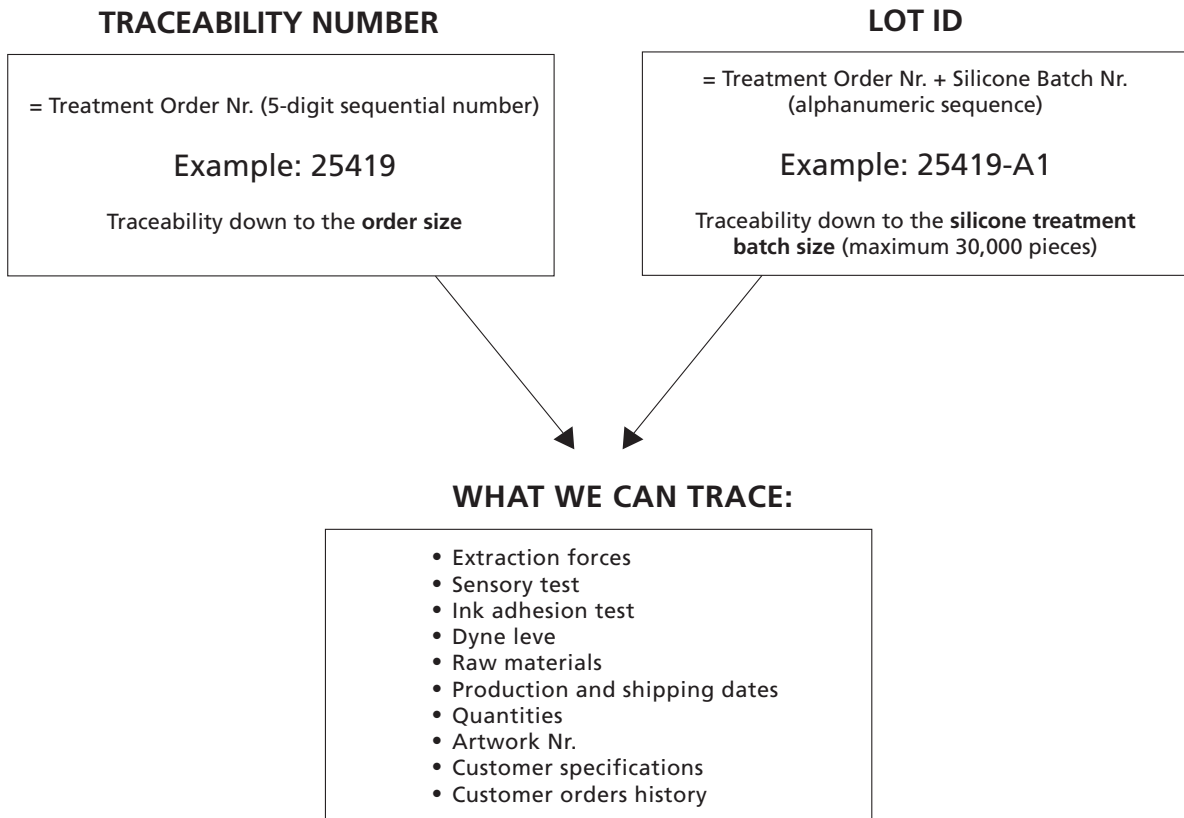 TRACEABILITY NUMBER
= Treatment Order Nr. (5-digit sequential number)
Example: 25419
Traceability down to the order size
LOT ID
= Treatment Order Nr. + Silicone Batch Nr.
(alphanumeric sequence)
Example: 25419-A1
Traceability down to the silicone treatment
batch size (maximum 30,000 pieces)
WHAT WE CAN TRACE:
• Extraction forces
• Sensory test
• Ink adhesion test
• Dyne leve
• Raw materials
• Production and shipping dates
• Quantities
• Artwork Nr.
• Customer specifications
• Customer orders history